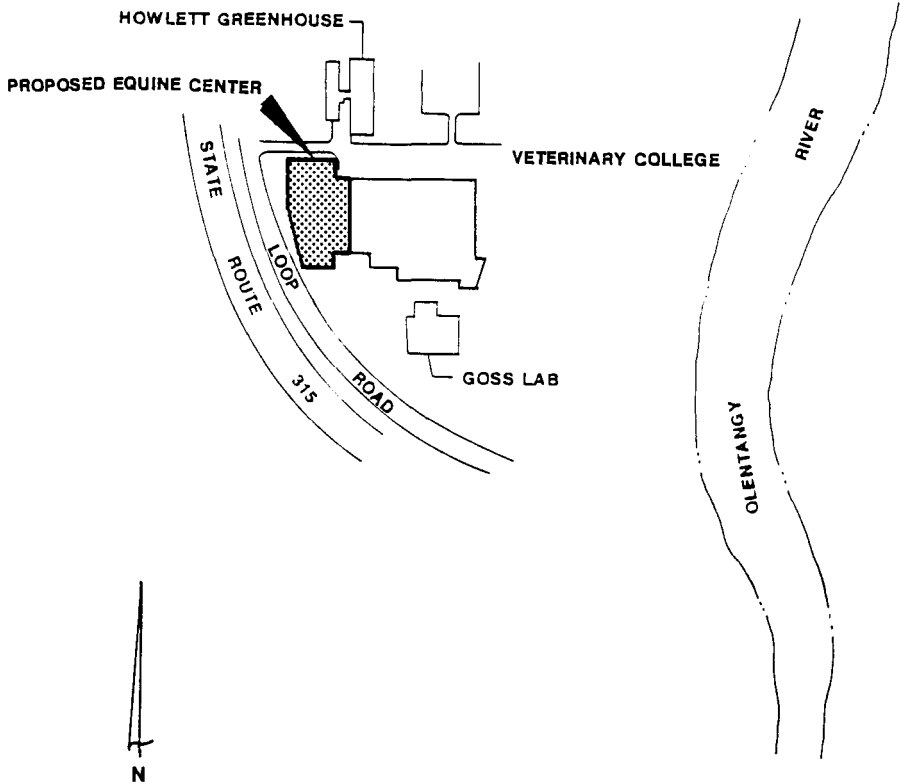 HOWLETT GREENHOUSE
PROPOSED EQUINE CENTER
VETERINARY COLLEGE
RIVER
STATE
ROUTE
315
LOOP
ROAD
GOSS LAB
OLENTANGY
N